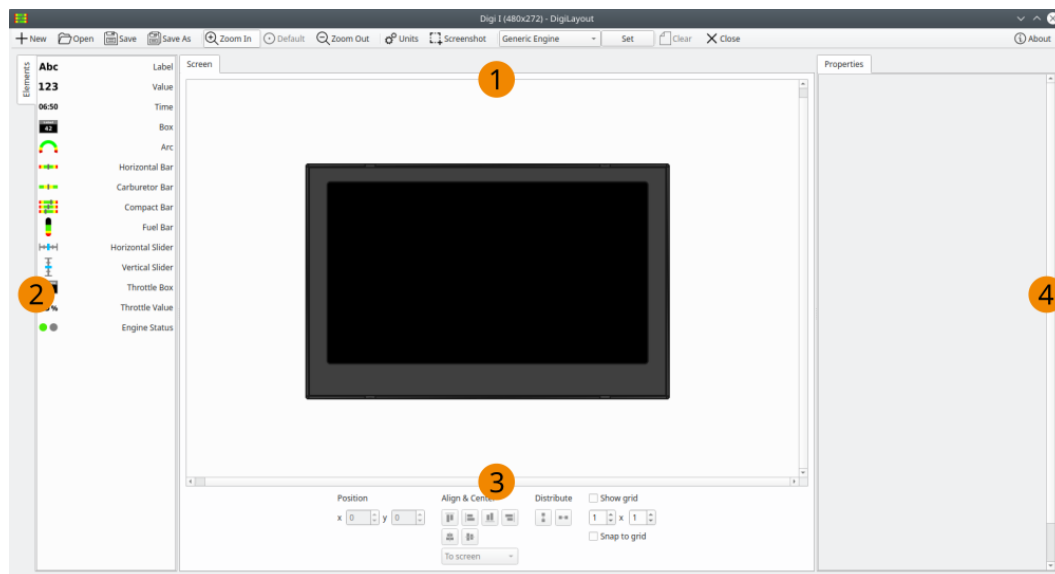 Digi I (480x272) - DigiLayout
New Open Save Save As Zoom In Default Zoom Out Units Screenshot Generic Engine Set Clear Close About
Elements
Screen
Properties
1
Abc Label
123 Value
06:50 Time
42 Box
Arc
Horizontal Bar
Carburetor Bar
Compact Bar
Fuel Bar
Horizontal Slider
Vertical Slider
Throttle Box
2
4
% Throttle Value
Engine Status
3
Position Align & Center Distribute Show grid
x 0 y 0 1 x 1
Snap to grid
To screen